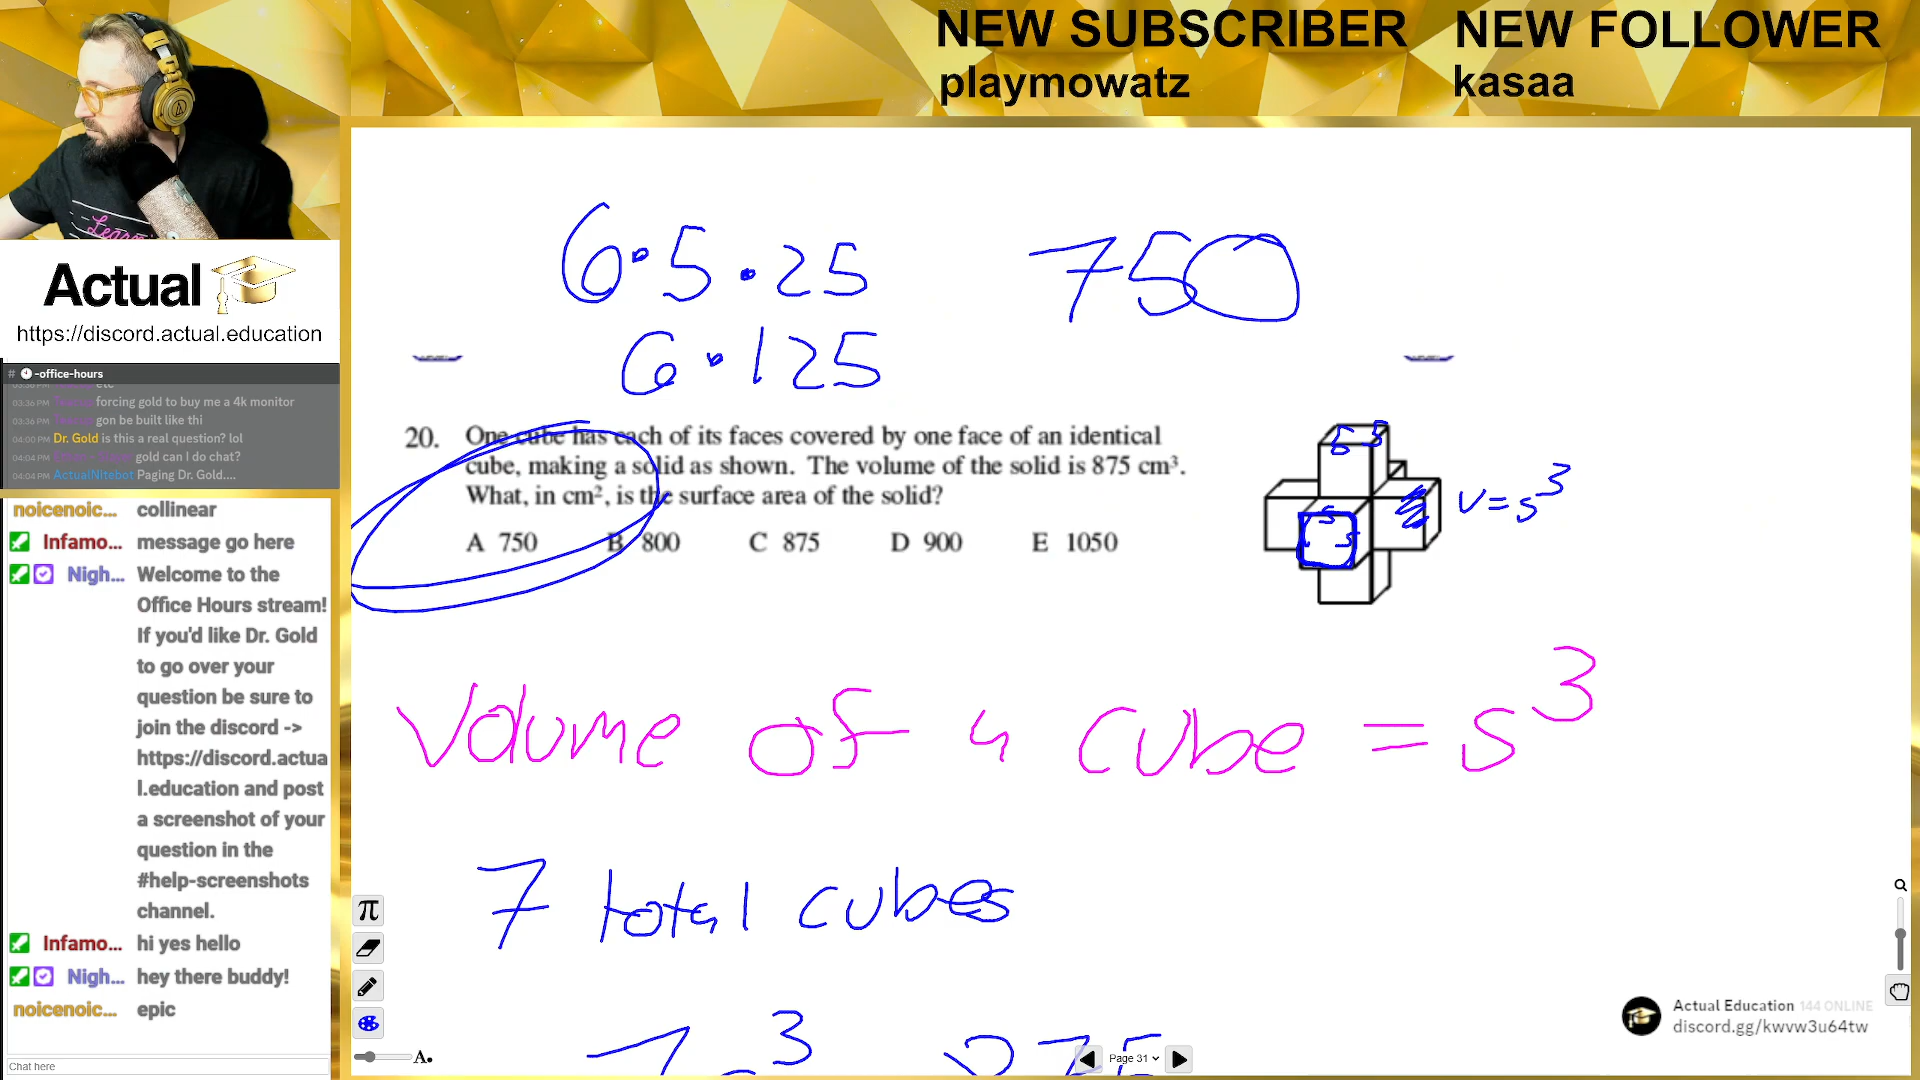 NEW SUBSCRIBER
playmowatz
NEW FOLLOWER
kasaa
Learn
Actual
https://discord.actual.education
# -office-hours
03:36 PM forcing gold to buy me a 4k monitor
03:36 PM gon be built like thi
04:00 PM Dr. Gold is this a real question? lol
04:04 PM gold can I do chat?
04:04 PM ActualNitebot Paging Dr. Gold....
noicenoic... collinear
Infamo... message go here
Nigh... Welcome to the
Office Hours stream!
If you'd like Dr. Gold
to go over your
question be sure to
join the discord ->
https://discord.actua
l.education and post
a screenshot of your
question in the
#help-screenshots
channel.
Infamo... hi yes hello
Nigh... hey there buddy!
noicenoic... epic
Chat here
6·5·25
750
6·125
20. One cube has each of its faces covered by one face of an identical
cube, making a solid as shown. The volume of the solid is 875 cm³.
What, in cm², is the surface area of the solid?
A 750 B 800 C 875 D 900 E 1050
5 5
5
5
V=s³
Volume of a cube = s³
7 total cubes
π
A.
Page 31
Actual Education 144 ONLINE
discord.gg/kwvw3u64tw